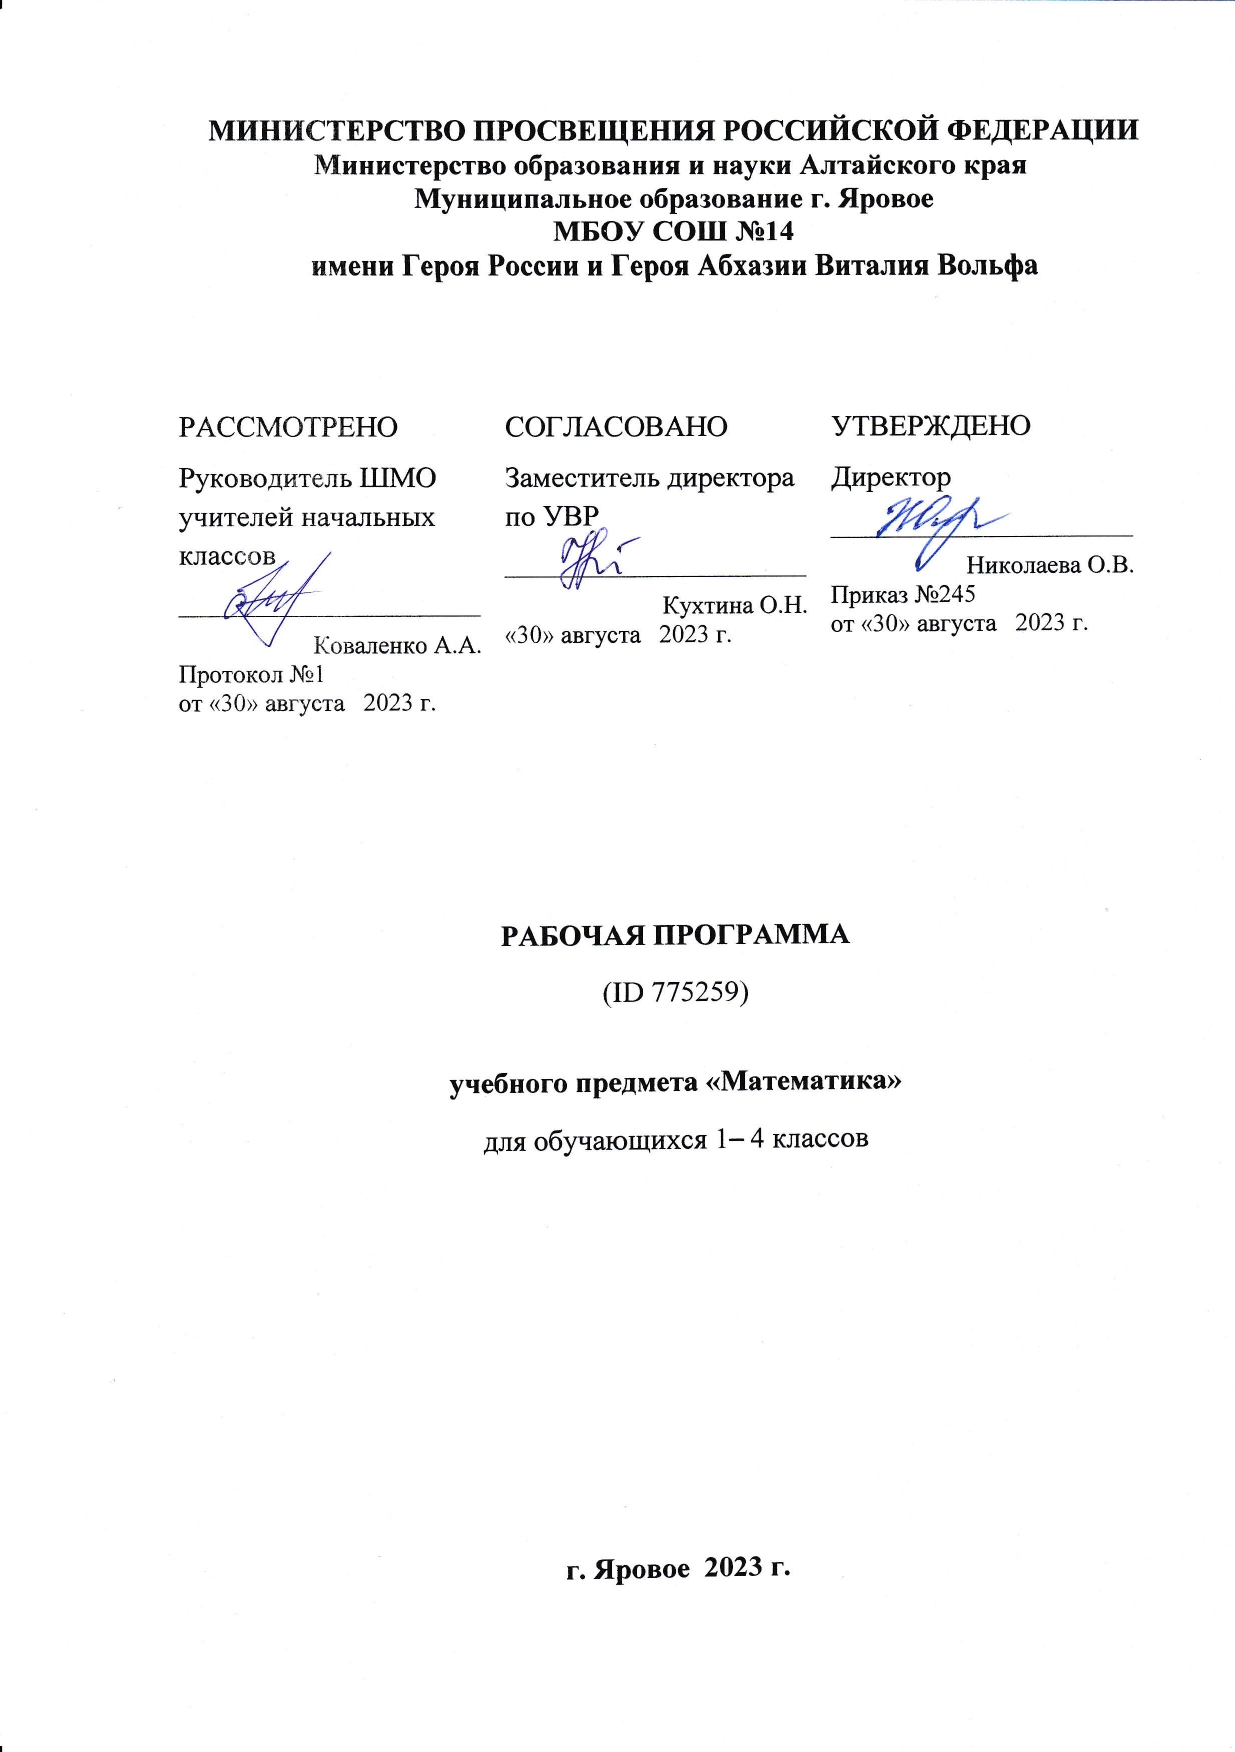 МИНИСТЕРСТВО ПРОСВЕЩЕНИЯ РОССИЙСКОЙ ФЕДЕРАЦИИ
Министерство образования и науки Алтайского края
Муниципальное образование г. Яровое
МБОУ СОШ №14
имени Героя России и Героя Абхазии Виталия Вольфа
РАССМОТРЕНО
Руководитель ШМО
учителей начальных
классов
Коваленко А.А.
Протокол №1
от «30» августа 2023 г.
СОГЛАСОВАНО
Заместитель директора
по УВР
Кухтина О.Н.
«30» августа 2023 г.
УТВЕРЖДЕНО
Директор
Николаева О.В.
Приказ №245
от «30» августа 2023 г.
РАБОЧАЯ ПРОГРАММА
(ID 775259)
учебного предмета «Математика»
для обучающихся 1– 4 классов
г. Яровое 2023 г.